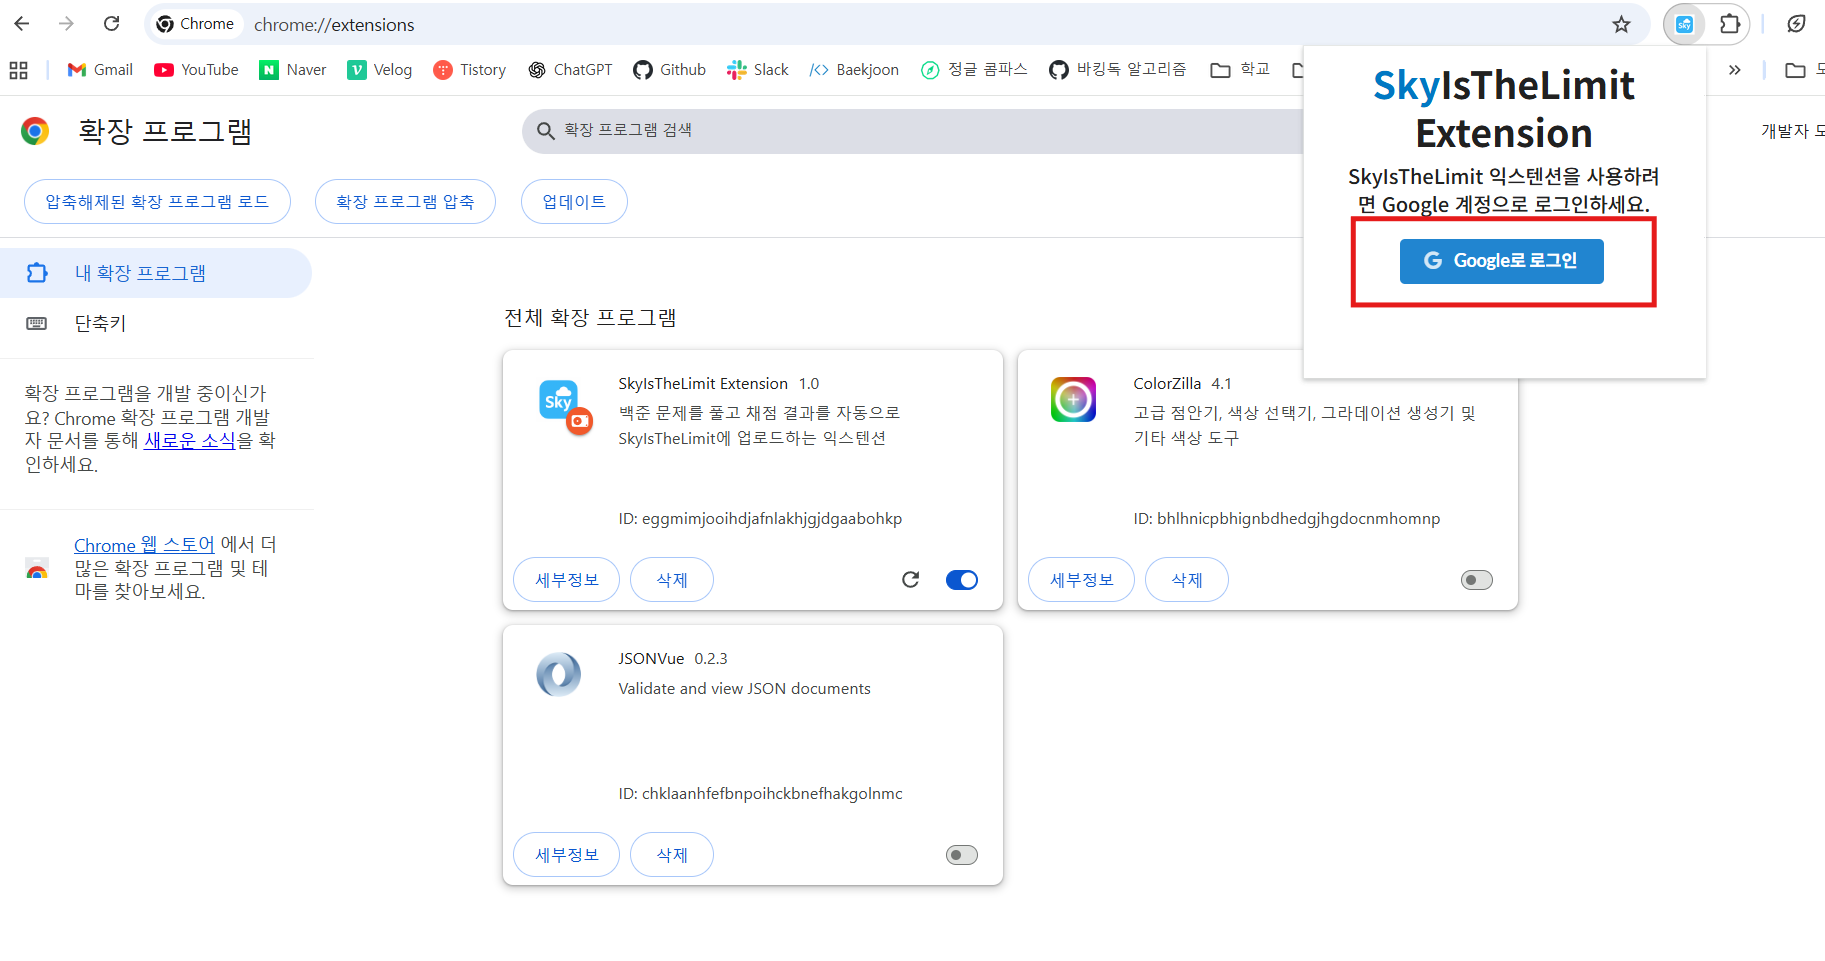 Chrome
chrome://extensions
Gmail
YouTube
Naver
Velog
Tistory
ChatGPT
Github
Slack
Baekjoon
정글 콤파스
바킹독 알고리즘
학교
확장 프로그램
확장 프로그램 검색
개발자 모
압축해제된 확장 프로그램 로드
확장 프로그램 압축
업데이트
SkyIsTheLimit
Extension
SkyIsTheLimit 익스텐션을 사용하려
면 Google 계정으로 로그인하세요.
Google로 로그인
내 확장 프로그램
단축키
확장 프로그램을 개발 중이신가
요? Chrome 확장 프로그램 개발
자 문서를 통해 새로운 소식을 확
인하세요.
Chrome 웹 스토어 에서 더
많은 확장 프로그램 및 테
마를 찾아보세요.
전체 확장 프로그램
Sky
SkyIsTheLimit Extension 1.0
백준 문제를 풀고 채점 결과를 자동으로
SkyIsTheLimit에 업로드하는 익스텐션
ID: eggmimjooihdjafnlakhjgjdgaabohkp
세부정보
삭제
ColorZilla 4.1
고급 점안기, 색상 선택기, 그라데이션 생성기 및
기타 색상 도구
ID: bhlhnicpbhignbdhedgjhgdocnmhomnp
세부정보
삭제
JSONVue 0.2.3
Validate and view JSON documents
ID: chklaanhfefbnpoihckbnefhakgolnmc
세부정보
삭제